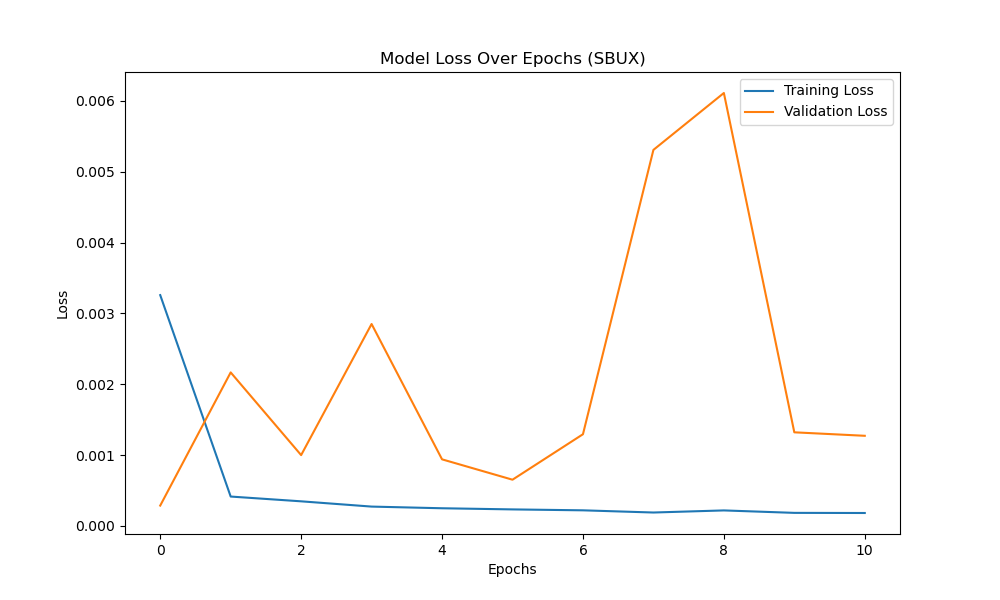 Model Loss Over Epochs (SBUX)
Training Loss
Validation Loss
0.006
0.005
0.004
0.003
0.002
0.001
0.000
Loss
0 2 4 6 8 10
Epochs